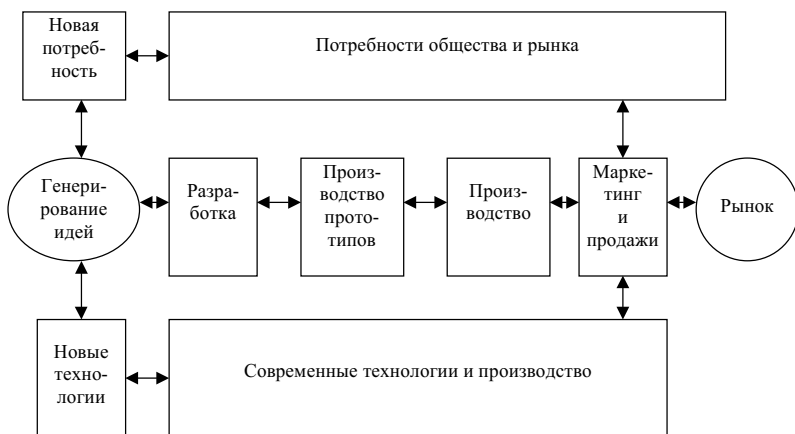 Новая
потреб-
ность
Потребности общества и рынка
Генери-
рование
идей
Разра-
ботка
Произ-
водство
прото-
типов
Произ-
водство
Марке-
тинг
и
продажи
Рынок
Новые
техно-
логии
Современные технологии и производство